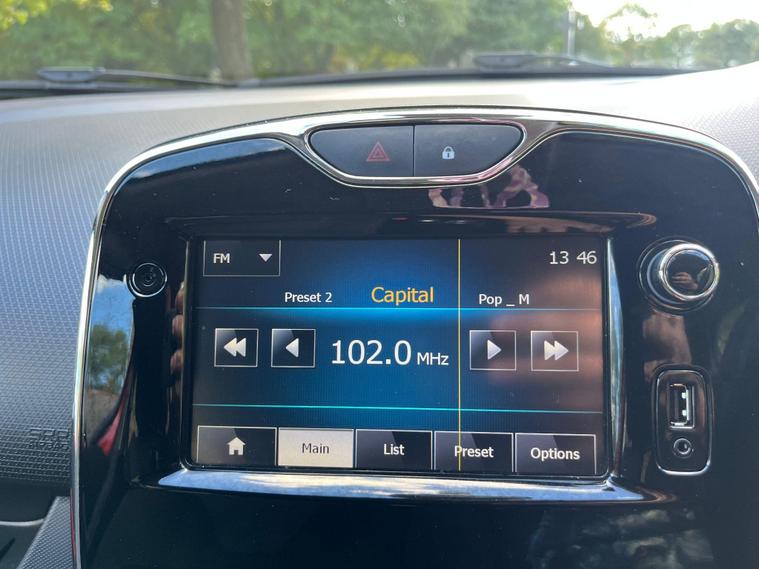 FM
13 46
Preset 2
Capital
Pop _ M
102.0 MHz
Main
List
Preset
Options